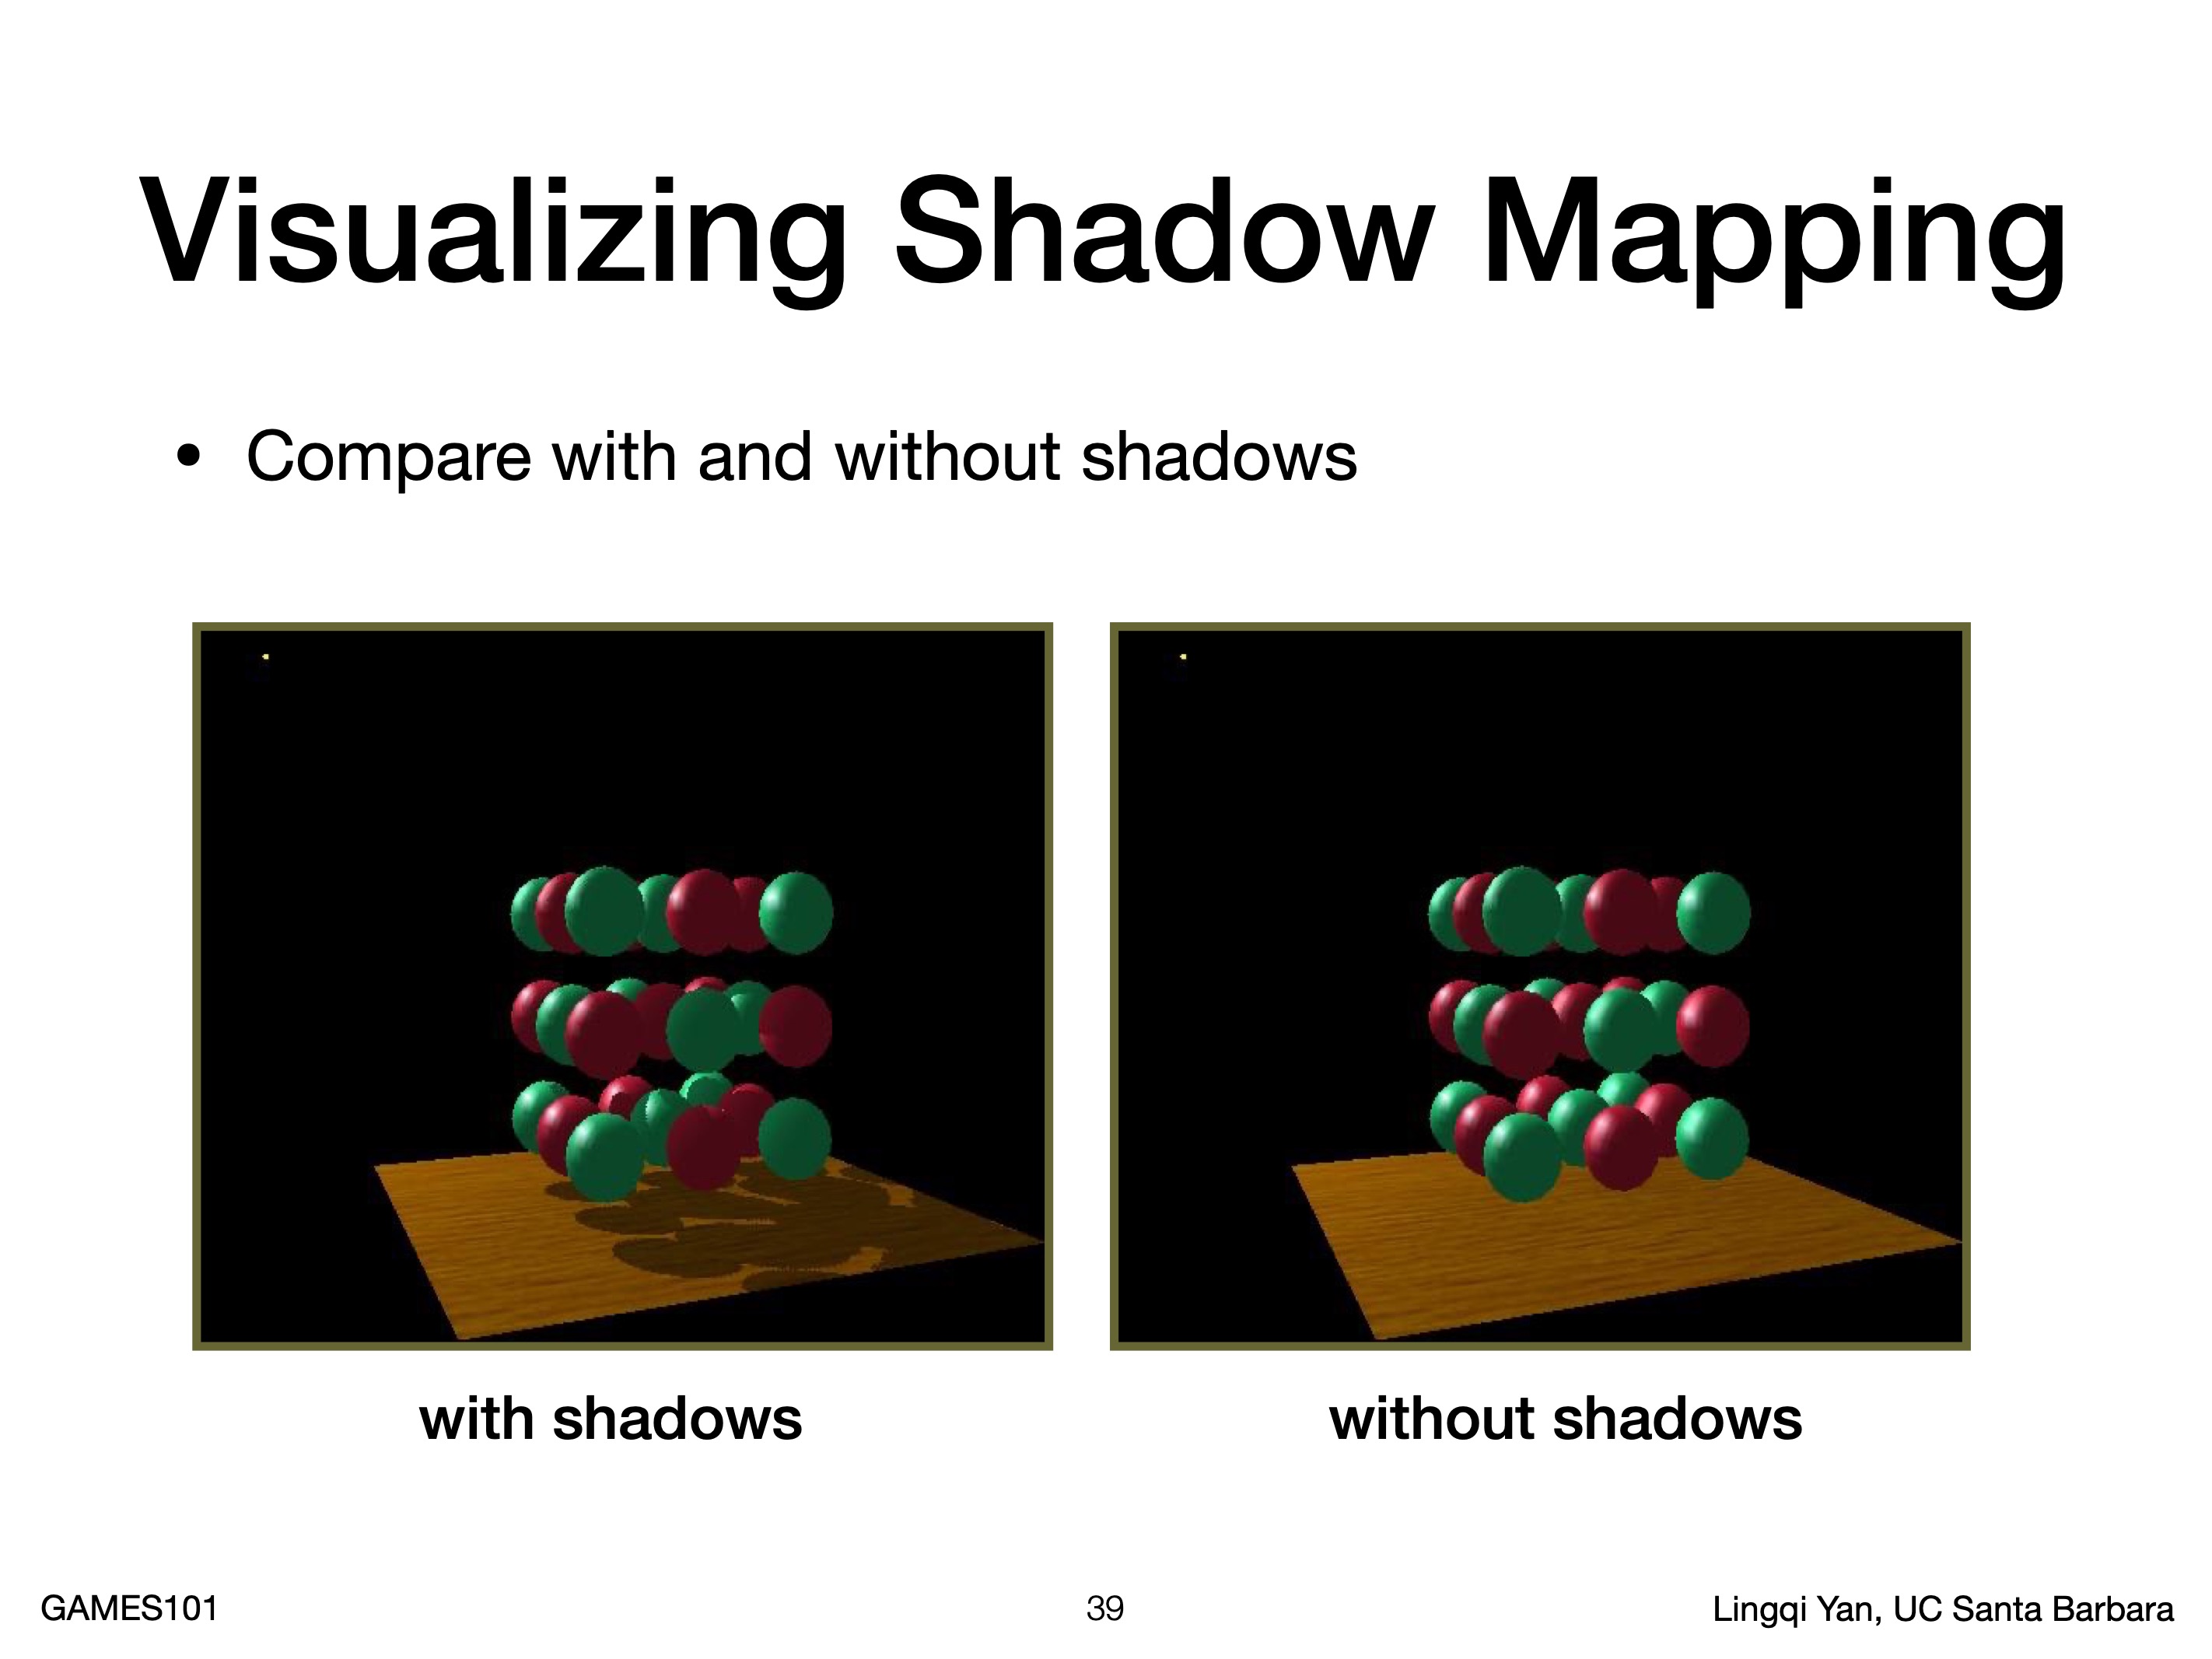 Visualizing Shadow Mapping
• Compare with and without shadows
with shadows
without shadows
GAMES101
39
Lingqi Yan, UC Santa Barbara